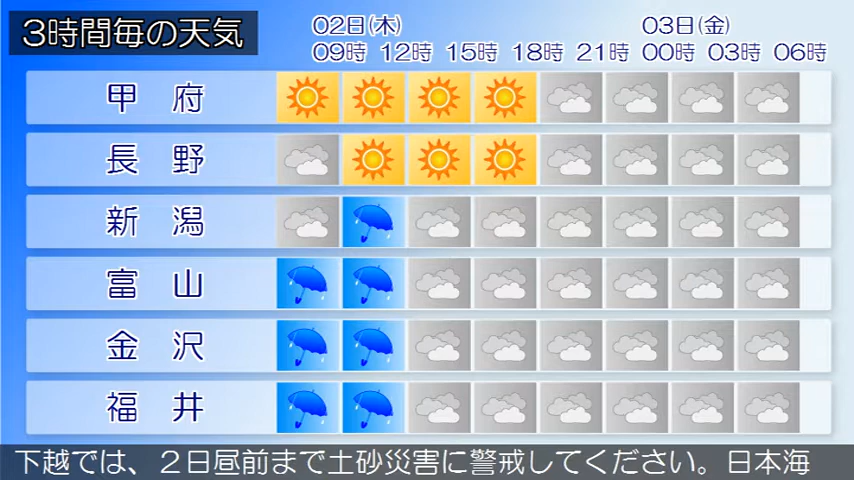 3時間毎の天気
02日(木) 03日(金)
09時 12時 15時 18時 21時 00時 03時 06時
甲府
長野
新潟
富山
金沢
福井
下越では、２日昼前まで土砂災害に警戒してください。日本海